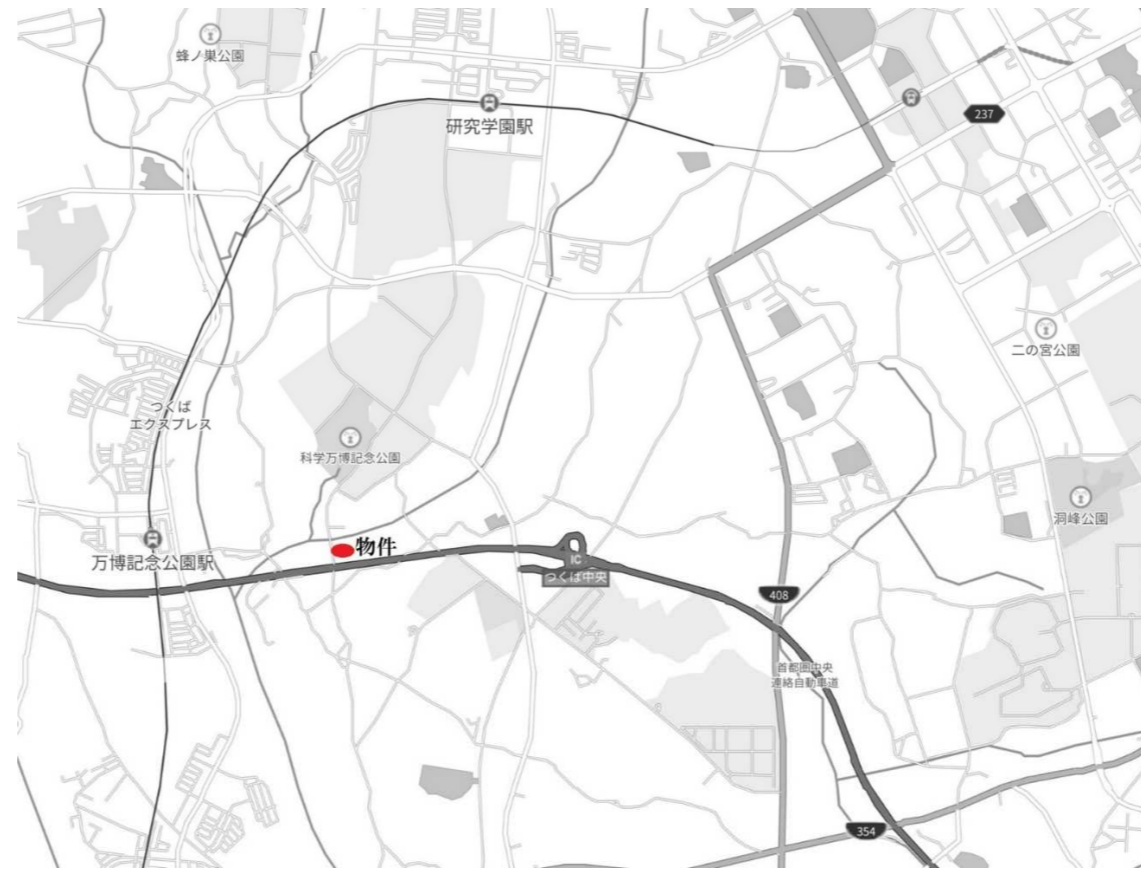 蜂ノ巣公園
研究学園駅
237
二の宮公園
つくば
エクスプレス
科学万博記念公園
洞峰公園
物件
万博記念公園駅
IC
つくば中央
408
首都圏中央
連絡自動車道
354